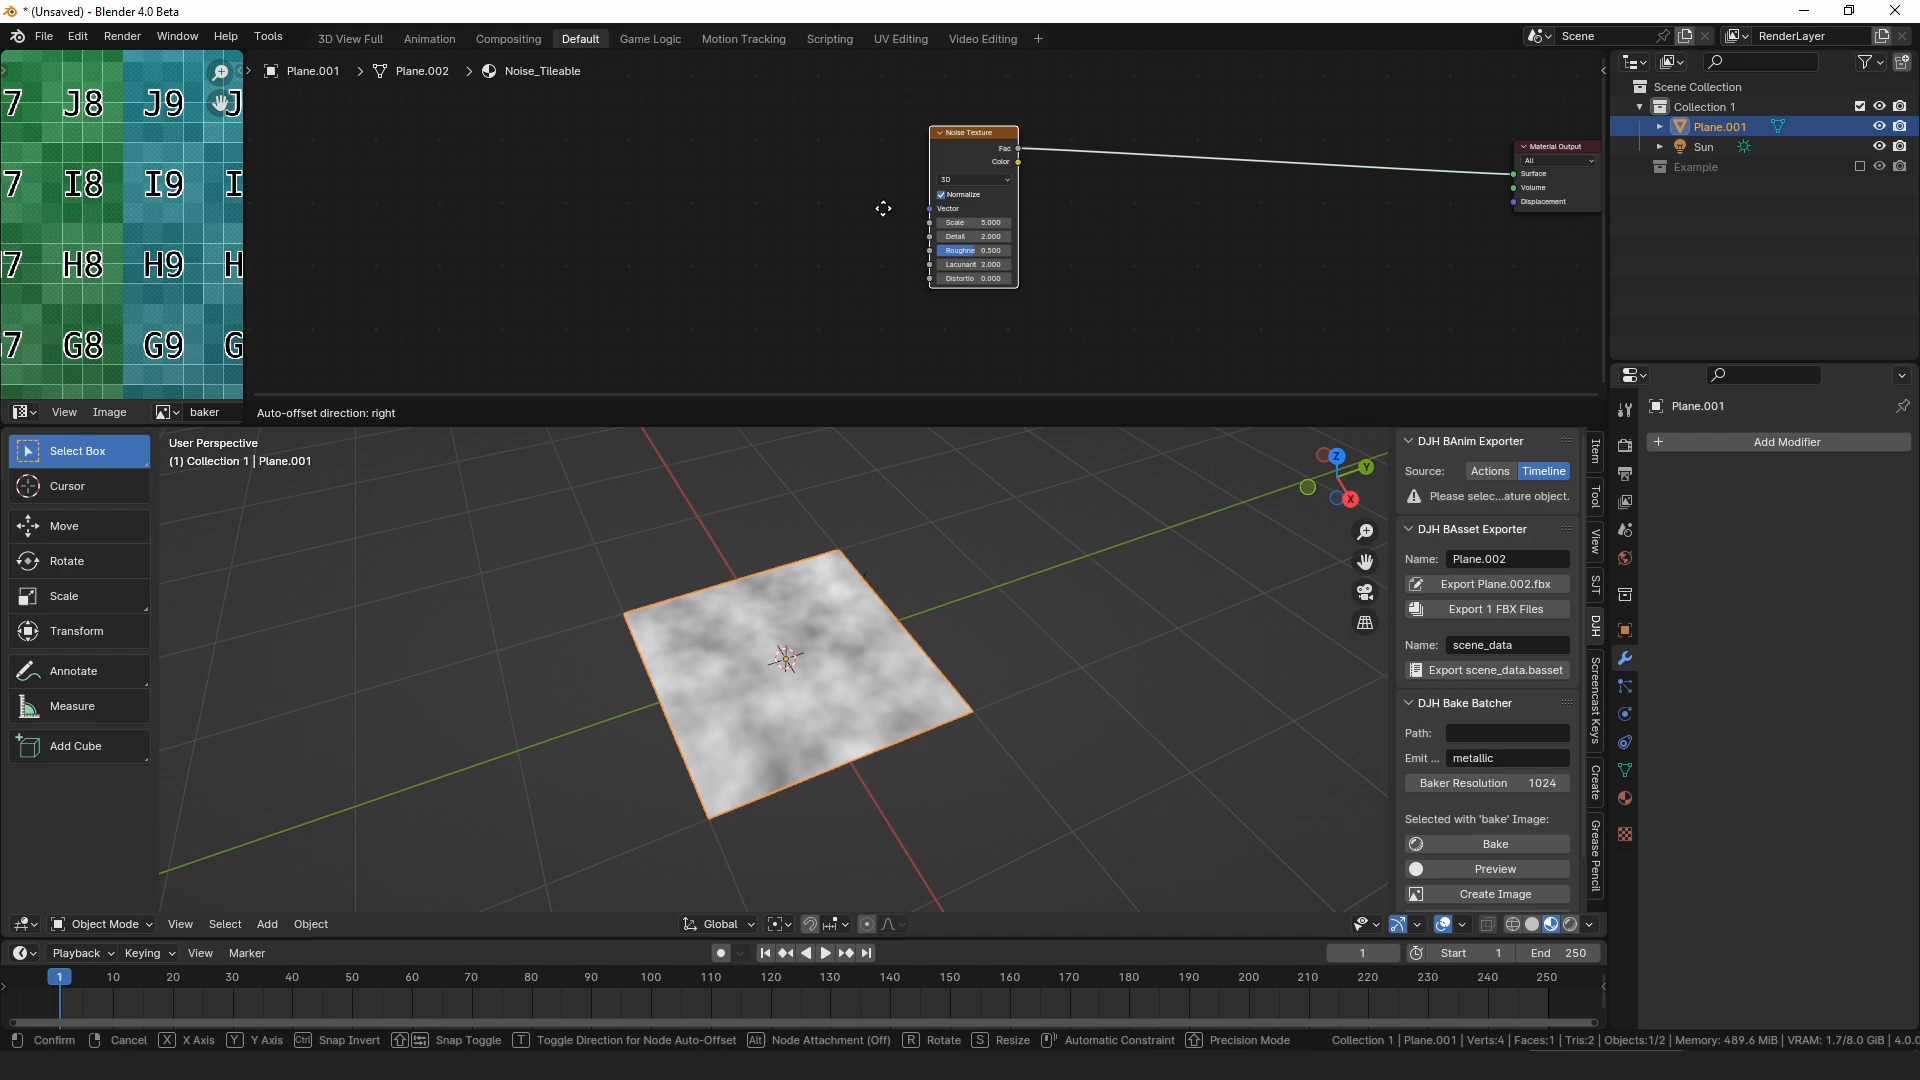 * (Unsaved) - Blender 4.0 Beta
File Edit Render Window Help Tools
3D View Full Animation Compositing Default Game Logic Motion Tracking Scripting UV Editing Video Editing +
Scene
RenderLayer
Plane.001 > Plane.002 > Noise_Tileable
7 J8 J9 J
7 I8 I9 I
7 H8 H9 H
7 G8 G9 G
View Image baker
Noise Texture
Fac
Color
3D
Normalize
Vector
Scale 5.000
Detail 2.000
Roughne 0.500
Lacunarit 2.000
Distortio 0.000
Material Output
All
Surface
Volume
Displacement
Auto-offset direction: right
Scene Collection
Collection 1
Plane.001
Sun
Example
Plane.001
+ Add Modifier
Select Box
Cursor
Move
Rotate
Scale
Transform
Annotate
Measure
Add Cube
User Perspective
(1) Collection 1 | Plane.001
Z
Y
X
DJH BAnim Exporter
Source: Actions Timeline
Please selec...ature object.
DJH BAsset Exporter
Name: Plane.002
Export Plane.002.fbx
Export 1 FBX Files
Name: scene_data
Export scene_data.basset
DJH Bake Batcher
Path:
Emit ... metallic
Baker Resolution 1024
Selected with 'bake' Image:
Bake
Preview
Create Image
Item
Tool
View
SJT
DJH
Screencast Keys
Create
Grease Pencil
Object Mode View Select Add Object
Global
Playback Keying View Marker
1
Start 1 End 250
1 10 20 30 40 50 60 70 80 90 100 110 120 130 140 150 160 170 180 190 200 210 220 230 240 250
Confirm Cancel X X Axis Y Y Axis Ctrl Snap Invert Snap Toggle T Toggle Direction for Node Auto-Offset Alt Node Attachment (Off) R Rotate S Resize Automatic Constraint Precision Mode
Collection 1 | Plane.001 | Verts:4 | Faces:1 | Tris:2 | Objects:1/2 | Memory: 489.6 MiB | VRAM: 1.7/8.0 GiB | 4.0.0